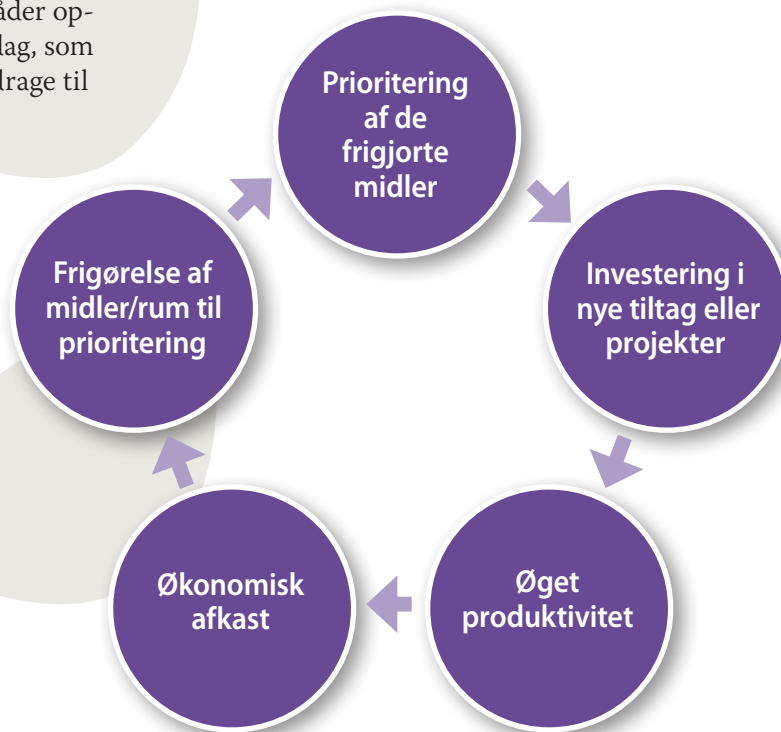 åder op-
lag, som
drage til
Prioritering
af de
frigjorte
midler
Investering i
nye tiltag eller
projekter
Øget
produktivitet
Økonomisk
afkast
Frigørelse af
midler/rum til
prioritering